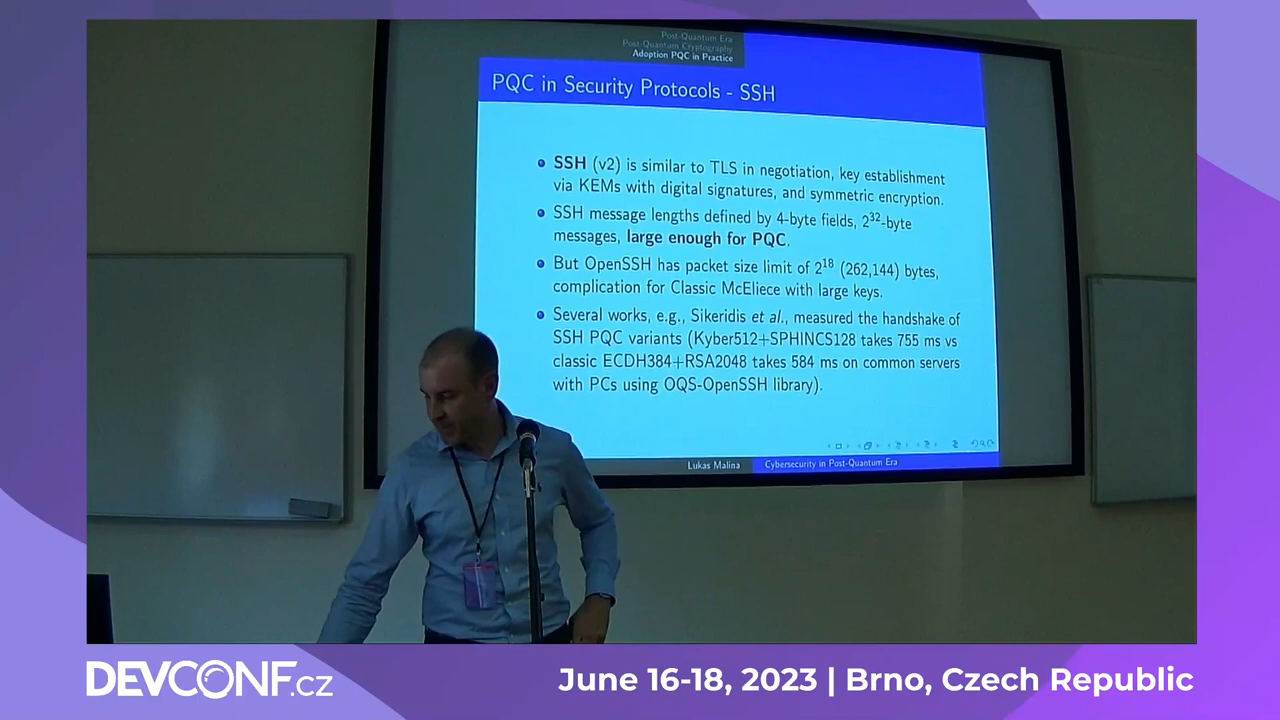 Post-Quantum Era
Post-Quantum Cryptography
Adoption PQC in Practice
PQC in Security Protocols - SSH
SSH (v2) is similar to TLS in negotiation, key establishment
via KEMs with digital signatures, and symmetric encryption.
SSH message lengths defined by 4-byte fields, 2^32-byte
messages, large enough for PQC.
But OpenSSH has packet size limit of 2^18 (262,144) bytes,
complication for Classic McEliece with large keys.
Several works, e.g., Sikeridis et al., measured the handshake of
SSH PQC variants (Kyber512+SPHINCS128 takes 755 ms vs
classic ECDH384+RSA2048 takes 584 ms on common servers
with PCs using OQS-OpenSSH library).
Lukas Malina
Cybersecurity in Post-Quantum Era
DEVCONF.CZ
June 16-18, 2023 | Brno, Czech Republic